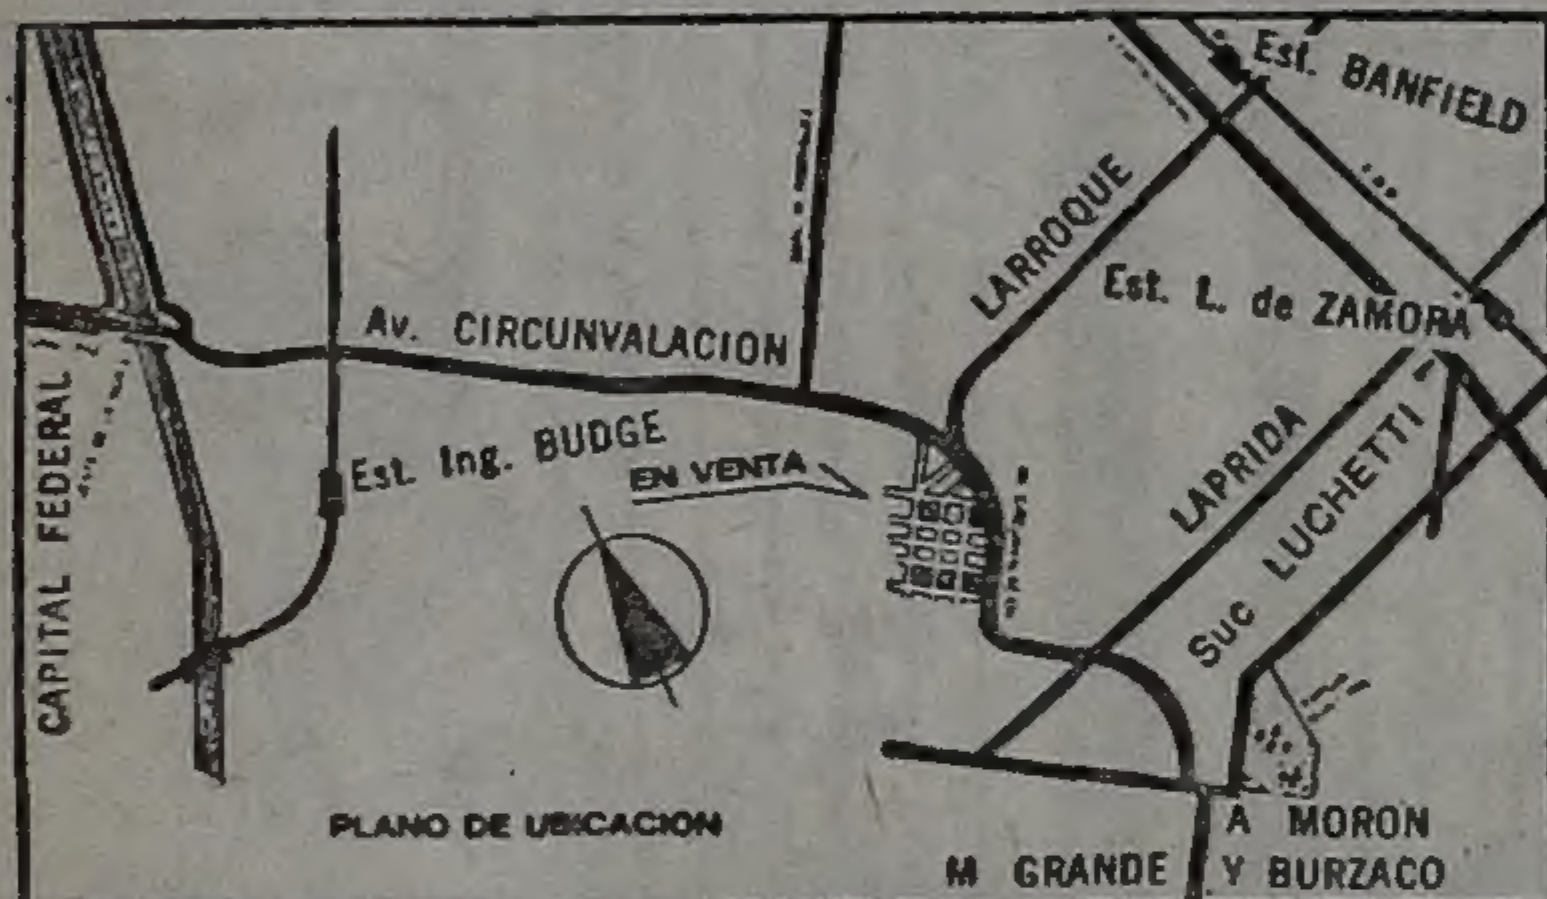 Est. BANFIELD
LARROQUE
Est. L. de ZAMORA
Av. CIRCUNVALACION
CAPITAL FEDERAL
Est. Ing. BUDGE
EN VENTA
LAPRIDA
Suc LUCHETTI
PLANO DE UBICACION
A MORON
M GRANDE Y BURZACO